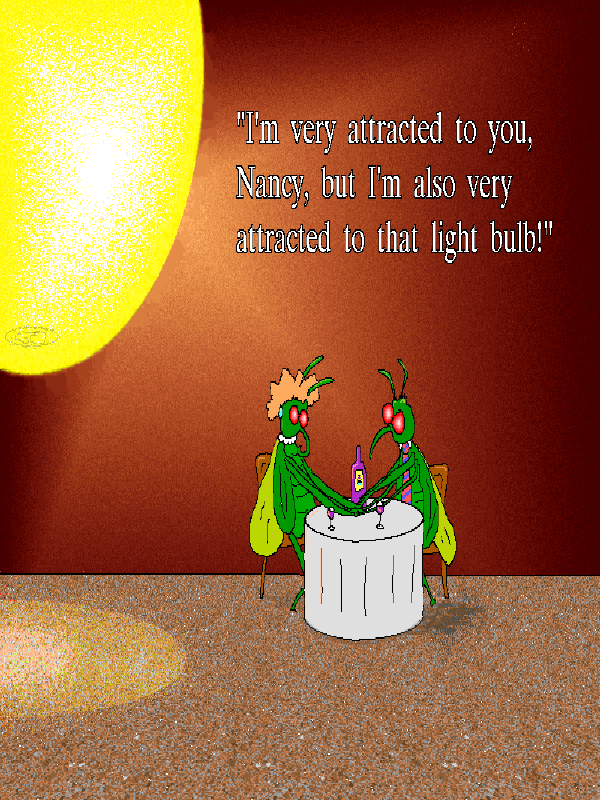 "I'm very attracted to you,
Nancy, but I'm also very
attracted to that light bulb!"